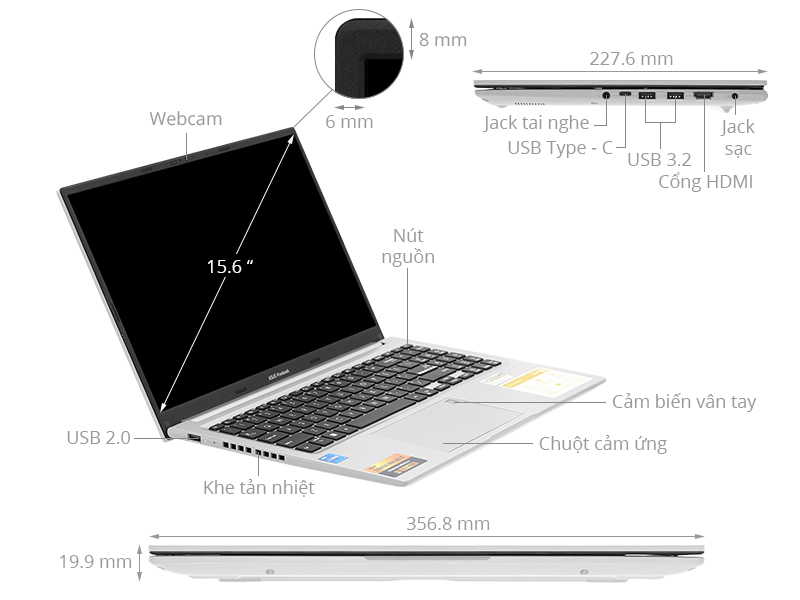 8 mm
6 mm
227.6 mm
Jack tai nghe
USB Type - C
USB 3.2
Cổng HDMI
Jack
sạc
Webcam
15.6 “
Nút
nguồn
Cảm biến vân tay
Chuột cảm ứng
USB 2.0
Khe tản nhiệt
356.8 mm
19.9 mm